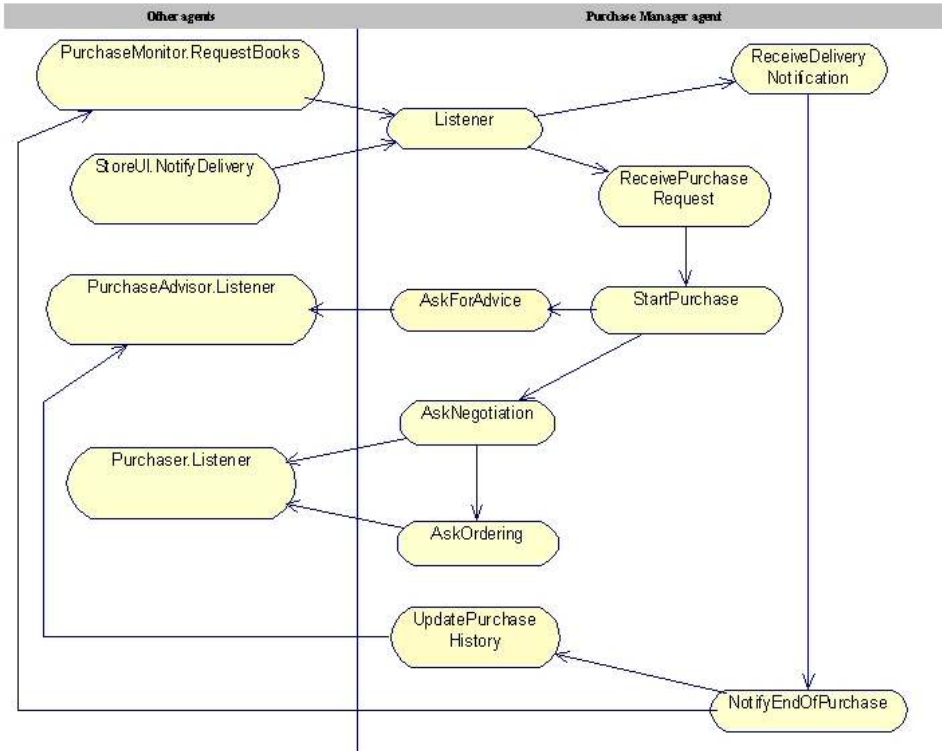 Other agents
Purchase Manager agent
PurchaseMonitor.RequestBooks
ReceiveDelivery
Notification
Listener
StoreUI.NotifyDelivery
ReceivePurchase
Request
PurchaseAdvisor.Listener
AskForAdvice
StartPurchase
AskNegotiation
Purchaser.Listener
AskOrdering
UpdatePurchase
History
NotifyEndOfPurchase